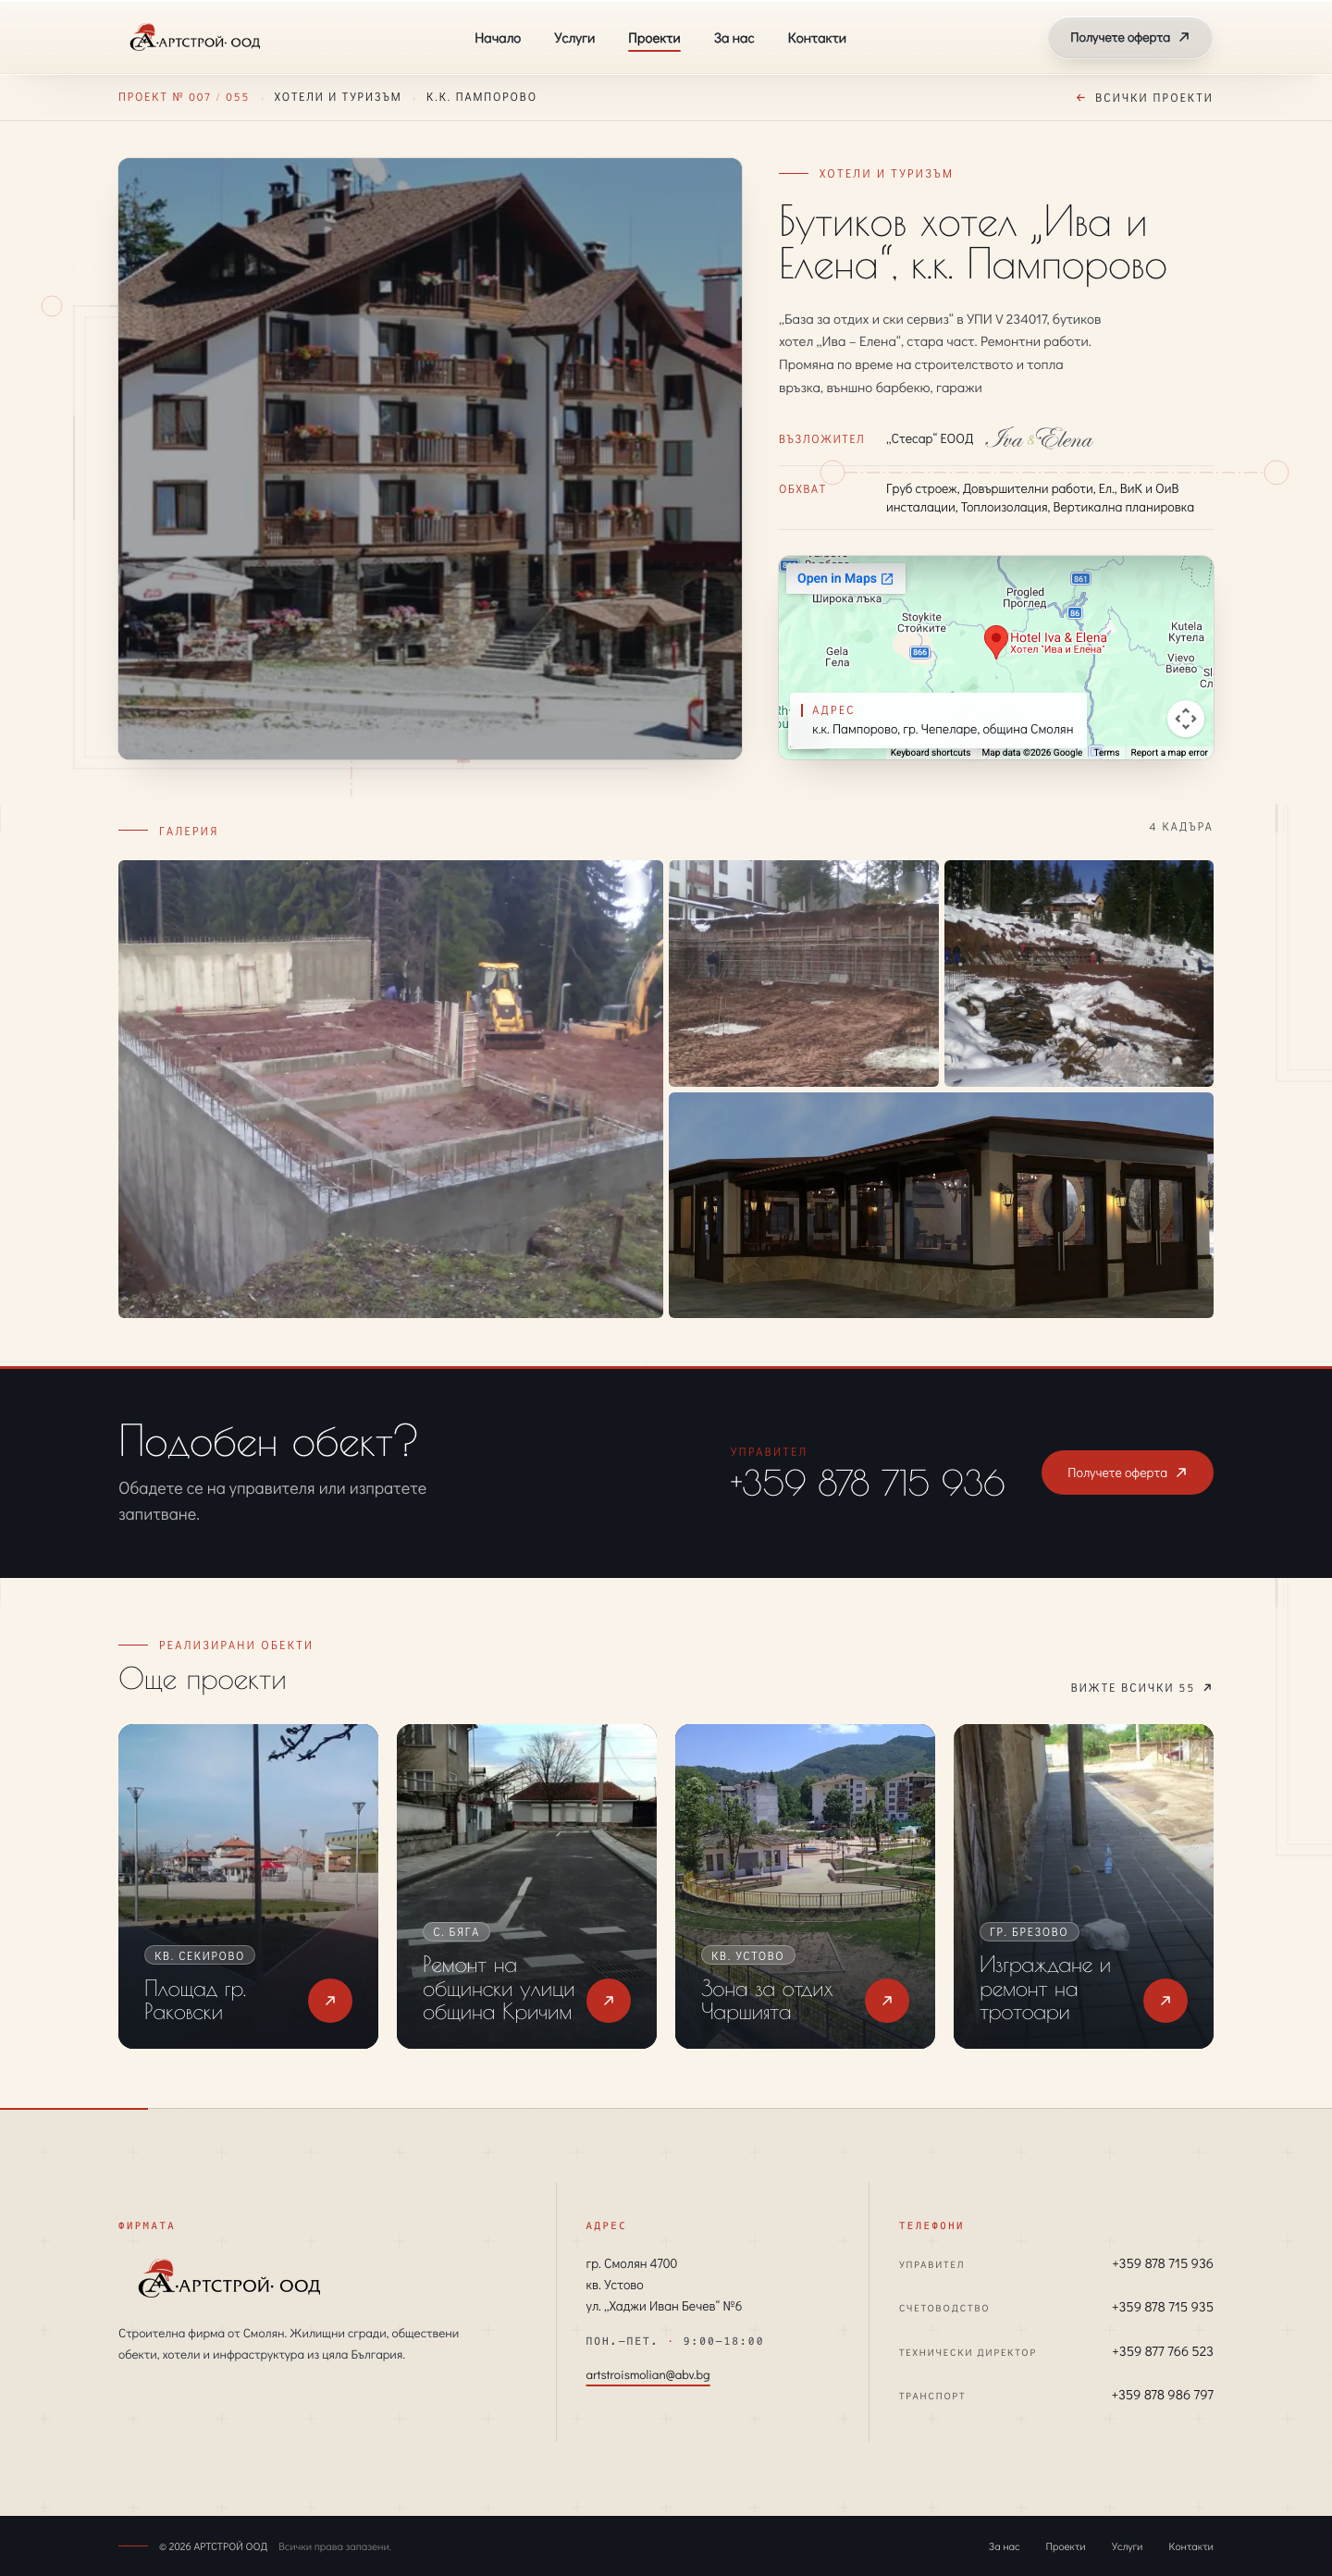 АРТСТРОЙ· ООД
Начало
Услуги
Проекти
За нас
Контакти
Получете оферта
ПРОЕКТ № 007 / 055 · ХОТЕЛИ И ТУРИЗЪМ · К.К. ПАМПОРОВО
← ВСИЧКИ ПРОЕКТИ
ХОТЕЛИ И ТУРИЗЪМ
Бутиков хотел „Ива и
Елена“, к.к. Пампорово
„База за отдих и ски сервиз“ в УПИ V 234017, бутиков
хотел „Ива – Елена“, стара част. Ремонтни работи.
Промяна по време на строителството и топла
връзка, външно барбекю, гаражи
ВЪЗЛОЖИТЕЛ
„Стесар“ ЕООД
Iva & Elena
ОБХВАТ
Груб строеж, Довършителни работи, Ел., ВиК и ОиВ
инсталации, Топлоизолация, Вертикална планировка
Open in Maps
Широка лъка
861
Progled
Прогled
86
Stoykite
Стойките
Hotel Iva & Elena
Хотел "Ива и Елена"
866
Gela
Гела
Kutela
Кутела
Vievo
Виево
АДРЕС
к.к. Пампорово, гр. Чепеларе, община Смолян
Keyboard shortcuts
Map data ©2026 Google
Terms
Report a map error
ГАЛЕРИЯ
4 КАДЪРА
Подобен обект?
Обадете се на управителя или изпратете
запитване.
УПРАВИТЕЛ
+359 878 715 936
Получете оферта
РЕАЛИЗИРАНИ ОБЕКТИ
Още проекти
ВИЖТЕ ВСИЧКИ 55
КВ. СЕКИРОВО
Площад гр.
Раковски
С. БЯГА
Ремонт на
общински улици
община Кричим
КВ. УСТОВО
Зона за отдих
Чаршията
ГР. БРЕЗОВО
Изграждане и
ремонт на
тротоари
ФИРМАТА
АРТСТРОЙ· ООД
Строителна фирма от Смолян. Жилищни сгради, обществени
обекти, хотели и инфраструктура из цяла България.
АДРЕС
гр. Смолян 4700
кв. Устово
ул. „Хаджи Иван Бечев“ №6
ПОН.–ПЕТ. · 9:00–18:00
artstroismolian@abv.bg
ТЕЛЕФОНИ
УПРАВИТЕЛ
+359 878 715 936
СЧЕТОВОДСТВО
+359 878 715 935
ТЕХНИЧЕСКИ ДИРЕКТОР
+359 877 766 523
ТРАНСПОРТ
+359 878 986 797
© 2026 АРТСТРОЙ ООД
Всички права запазени.
За нас
Проекти
Услуги
Контакти